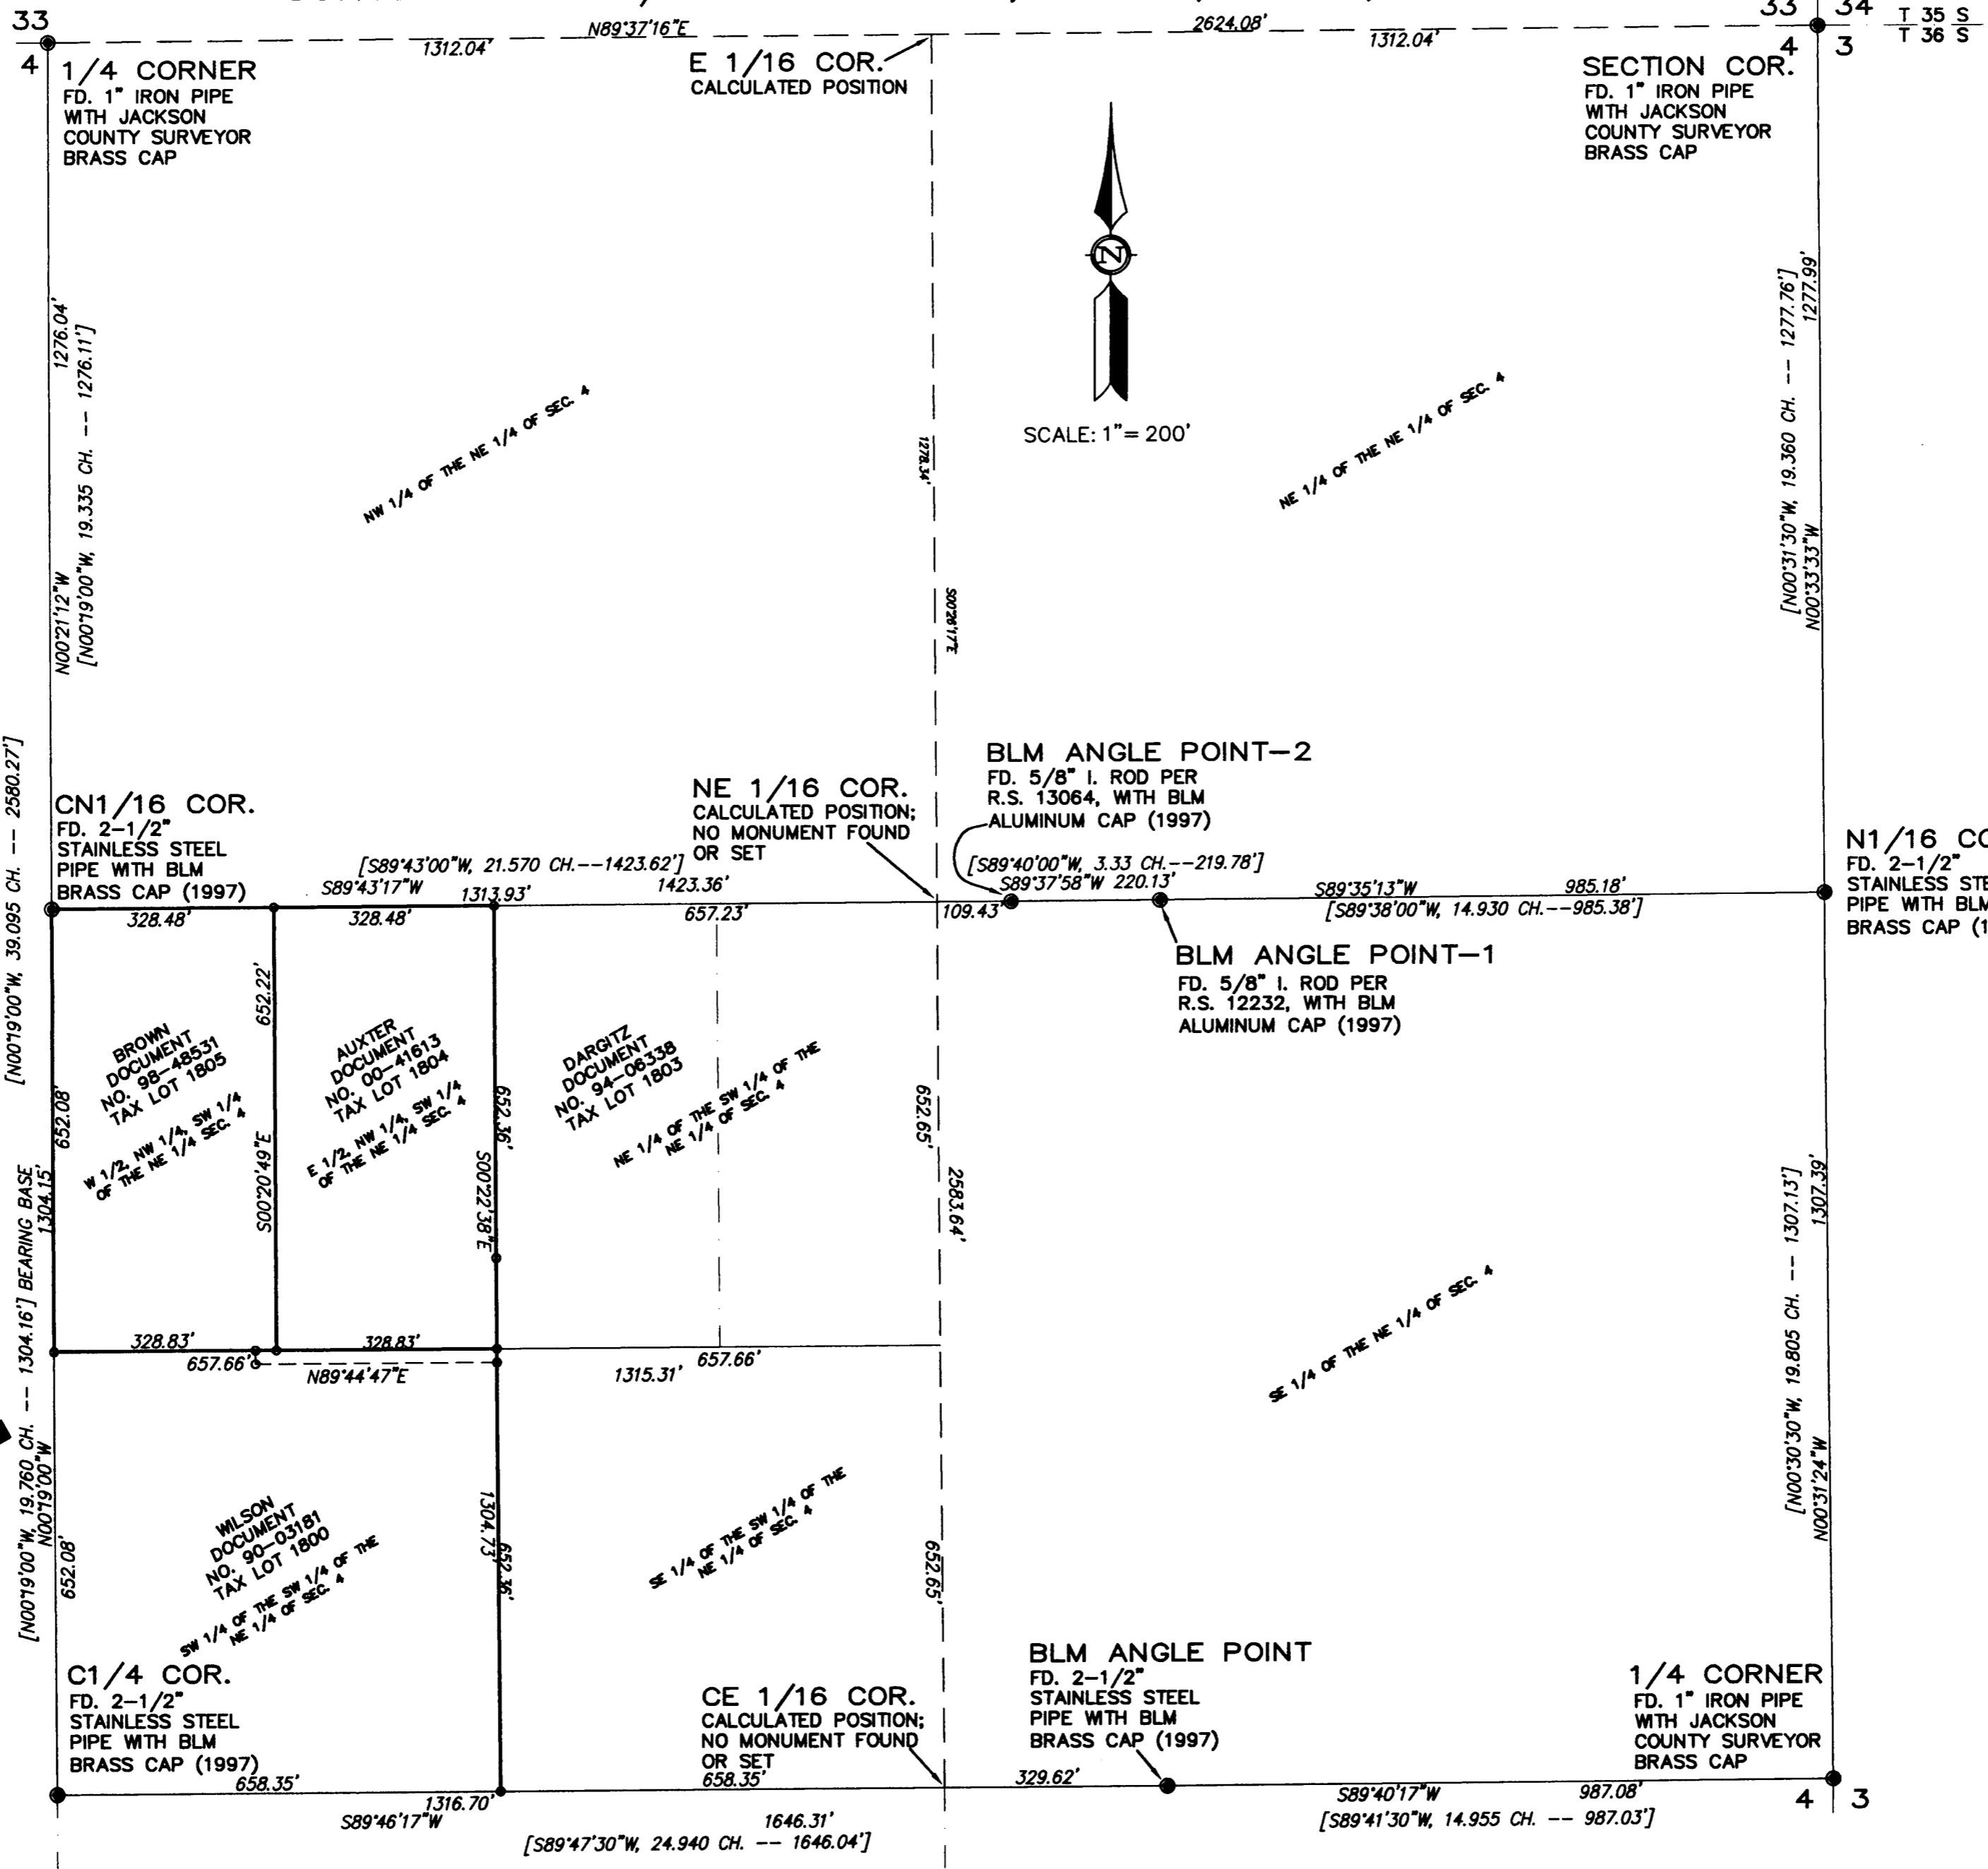 33
33 34
T 35 S
T 36 S
N89°37'16"E
2624.08'
1312.04'
1312.04'
4
4 3
1/4 CORNER
FD. 1" IRON PIPE
WITH JACKSON
COUNTY SURVEYOR
BRASS CAP
E 1/16 COR.
CALCULATED POSITION
SECTION COR.
FD. 1" IRON PIPE
WITH JACKSON
COUNTY SURVEYOR
BRASS CAP
N
SCALE: 1"= 200'
1276.04'
N00°21'12"W
[N00°19'00"W, 19.335 CH. -- 1276.11']
NW 1/4 OF THE NE 1/4 OF SEC. 4
1278.34'
S00°26'17"E
NE 1/4 OF THE NE 1/4 OF SEC. 4
[N00°31'30"W, 19.360 CH. -- 1277.76']
1277.99'
N00°33'33"W
[N00°19'00"W, 39.095 CH. -- 2580.27']
CN1/16 COR.
FD. 2-1/2"
STAINLESS STEEL
PIPE WITH BLM
BRASS CAP (1997)
NE 1/16 COR.
CALCULATED POSITION;
NO MONUMENT FOUND
OR SET
BLM ANGLE POINT-2
FD. 5/8" I. ROD PER
R.S. 13064, WITH BLM
ALUMINUM CAP (1997)
N1/16
FD. 2-1/2"
STAINLESS
PIPE WITH
BRASS CAP
[S89°43'00"W, 21.570 CH.--1423.62']
S89°43'17"W
1313.93'
1423.36'
[S89°40'00"W, 3.33 CH.--219.78']
S89°37'58"W 220.13'
S89°35'13"W
985.18'
[S89°38'00"W, 14.930 CH.--985.38']
328.48'
328.48'
657.23'
109.43'
BLM ANGLE POINT-1
FD. 5/8" I. ROD PER
R.S. 12232, WITH BLM
ALUMINUM CAP (1997)
652.22'
S00°20'49"E
BROWN
DOCUMENT
NO. 98-48531
TAX LOT 1805
W 1/2, NW 1/4, SW 1/4
OF THE NE 1/4 SEC. 4
AUXTER
DOCUMENT
NO. 00-41613
TAX LOT 1804
E 1/2, NW 1/4, SW 1/4
OF THE NE 1/4 SEC. 4
DARGITZ
DOCUMENT
NO. 94-06338
TAX LOT 1803
NE 1/4 OF THE SW 1/4 OF THE
NE 1/4 OF SEC. 4
652.08'
1304.15'
652.36'
S00°22'38"E
652.65'
2583.64'
[N00°30'30"W, 19.805 CH. -- 1307.13']
1307.39'
N00°31'24"W
SE 1/4 OF THE NE 1/4 OF SEC. 4
328.83'
328.83'
657.66'
N89°44'47"E
657.66'
1315.31'
[N00°19'00"W, 19.760 CH. -- 1304.16'] BEARING BASE
N00°19'00"W
652.08'
WILSON
DOCUMENT
NO. 90-03181
TAX LOT 1800
SW 1/4 OF THE SW 1/4 OF THE
NE 1/4 OF SEC. 4
1304.73'
652.36'
SE 1/4 OF THE SW 1/4 OF THE
NE 1/4 OF SEC. 4
652.65'
C1/4 COR.
FD. 2-1/2"
STAINLESS STEEL
PIPE WITH BLM
BRASS CAP (1997)
CE 1/16 COR.
CALCULATED POSITION;
NO MONUMENT FOUND
OR SET
BLM ANGLE POINT
FD. 2-1/2"
STAINLESS STEEL
PIPE WITH BLM
BRASS CAP (1997)
1/4 CORNER
FD. 1" IRON PIPE
WITH JACKSON
COUNTY SURVEYOR
BRASS CAP
658.35'
658.35'
329.62'
1316.70'
S89°46'17"W
1646.31'
[S89°47'30"W, 24.940 CH. -- 1646.04']
S89°40'17"W
987.08'
[S89°41'30"W, 14.955 CH. -- 987.03']
4 3